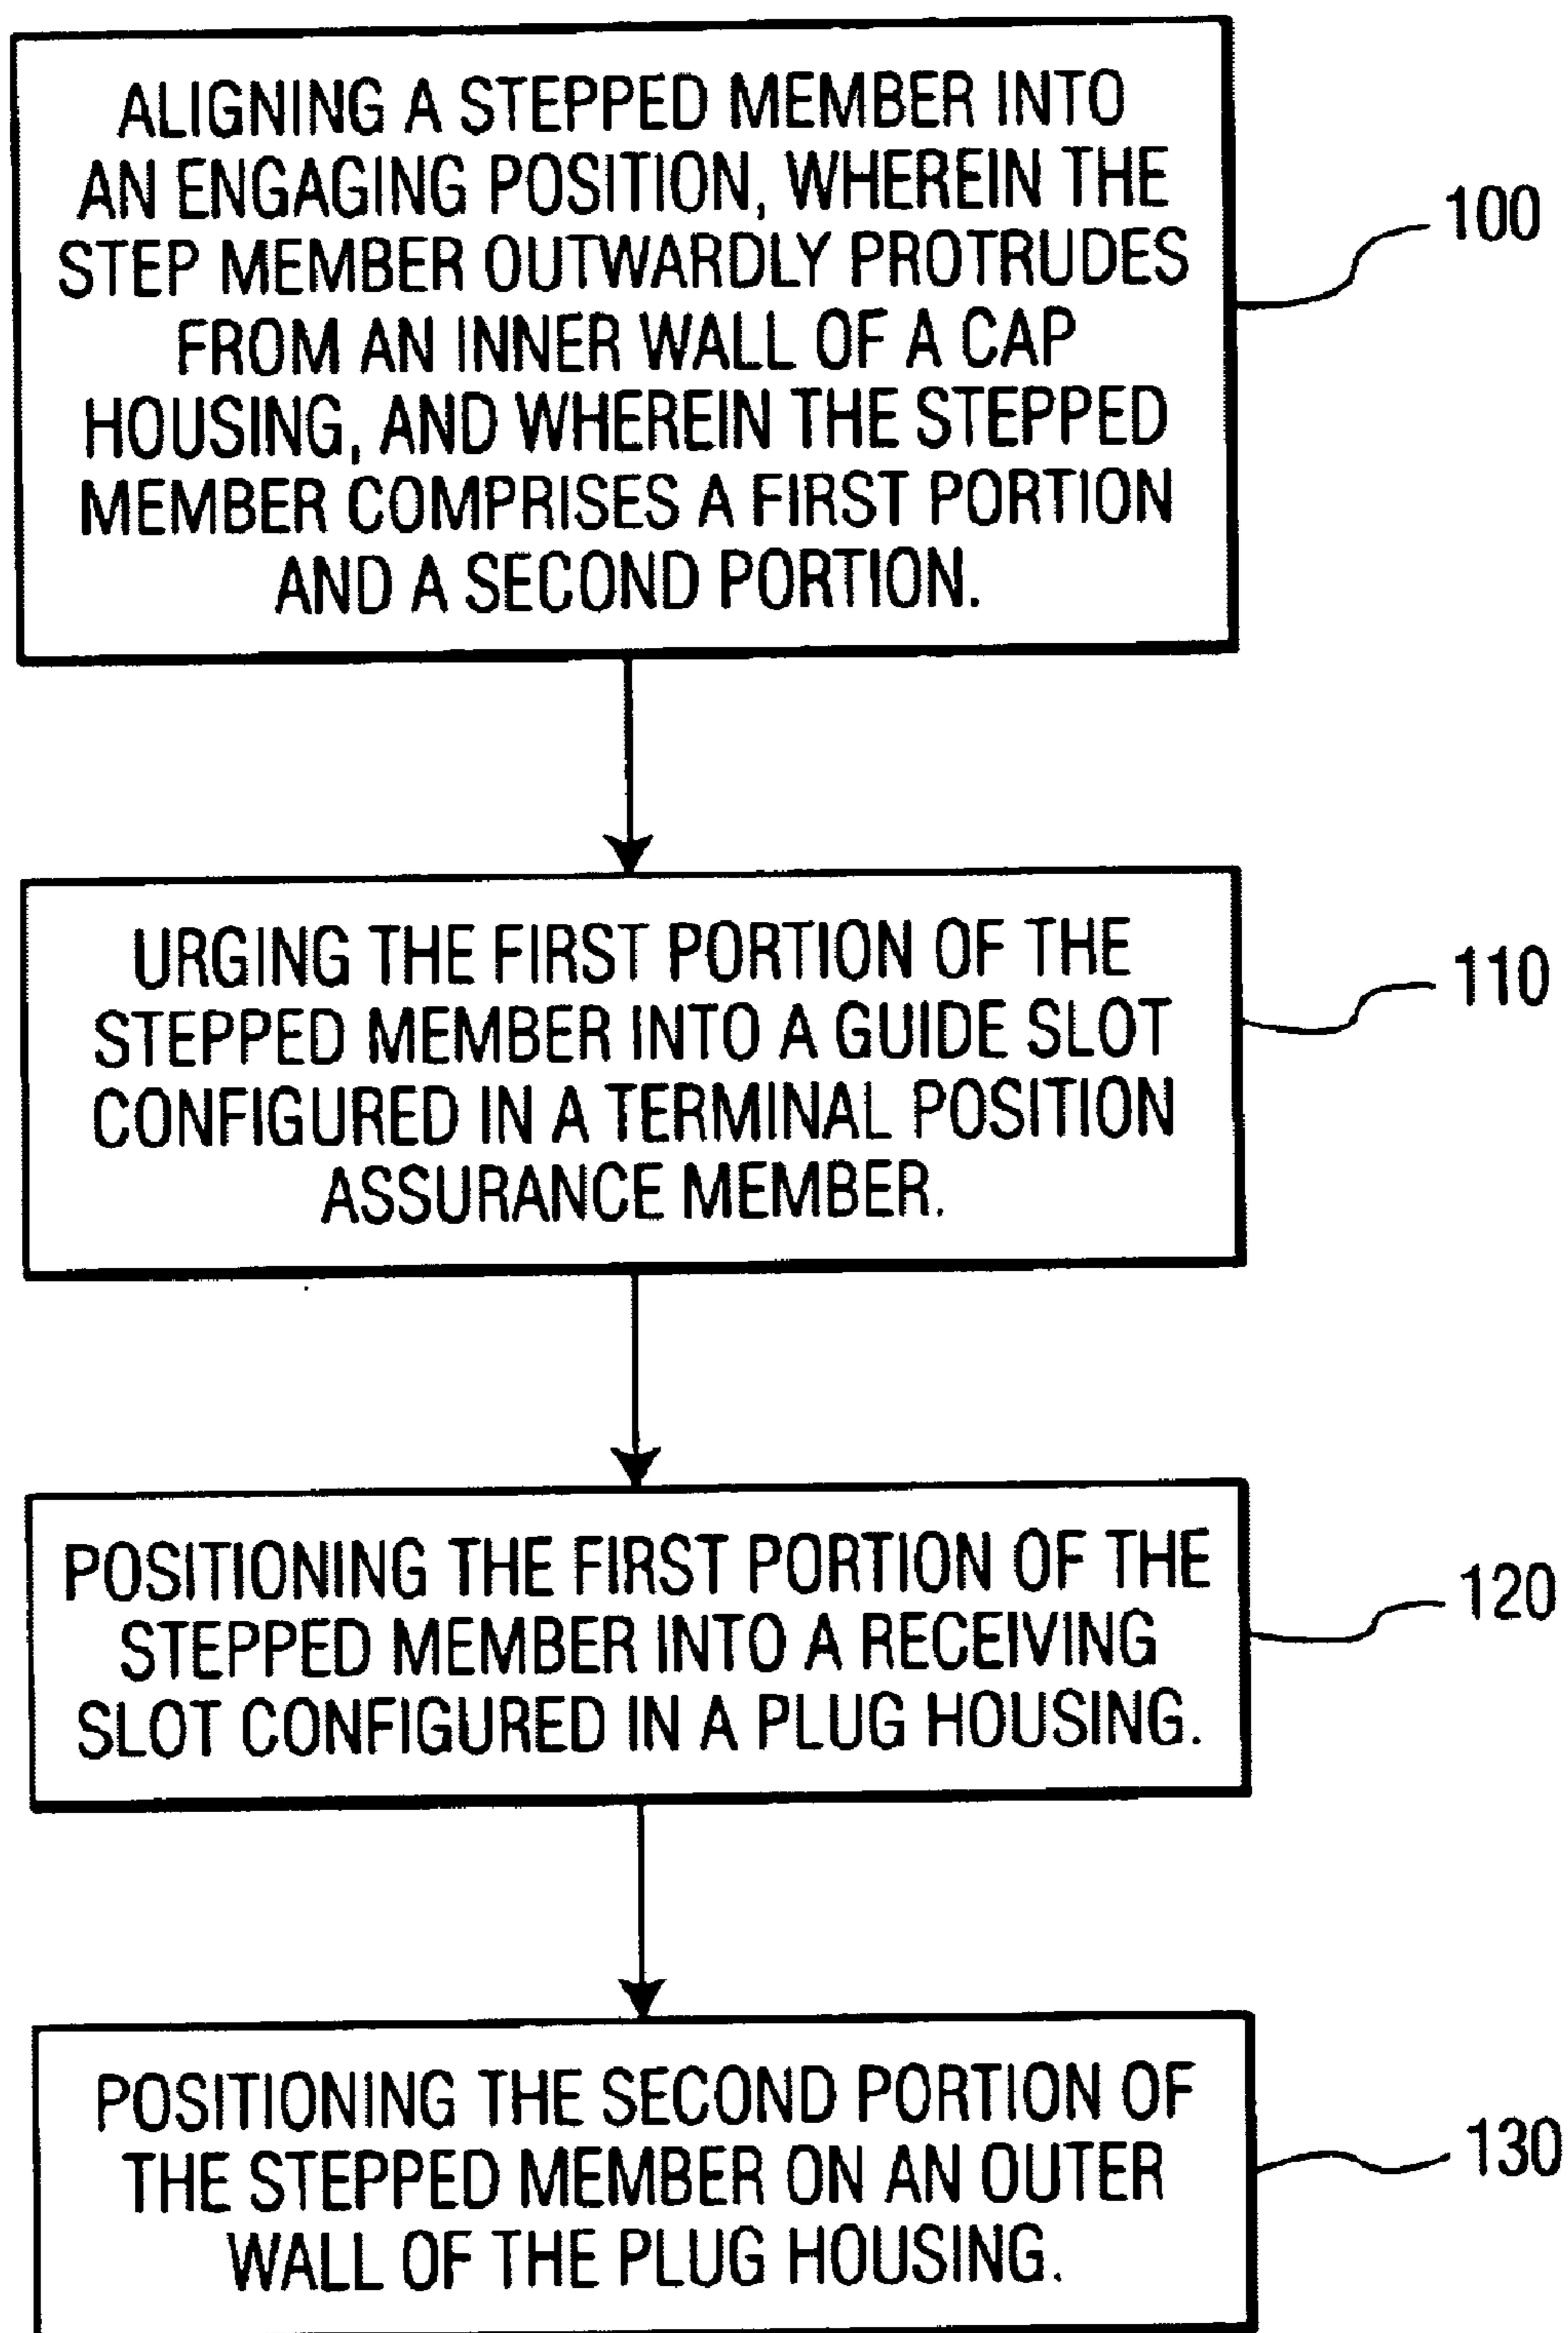 ALIGNING A STEPPED MEMBER INTO
AN ENGAGING POSITION, WHEREIN THE
STEP MEMBER OUTWARDLY PROTRUDES
FROM AN INNER WALL OF A CAP
HOUSING, AND WHEREIN THE STEPPED
MEMBER COMPRISES A FIRST PORTION
AND A SECOND PORTION.
100
URGING THE FIRST PORTION OF THE
STEPPED MEMBER INTO A GUIDE SLOT
CONFIGURED IN A TERMINAL POSITION
ASSURANCE MEMBER.
110
POSITIONING THE FIRST PORTION OF THE
STEPPED MEMBER INTO A RECEIVING
SLOT CONFIGURED IN A PLUG HOUSING.
120
POSITIONING THE SECOND PORTION OF
THE STEPPED MEMBER ON AN OUTER
WALL OF THE PLUG HOUSING.
130